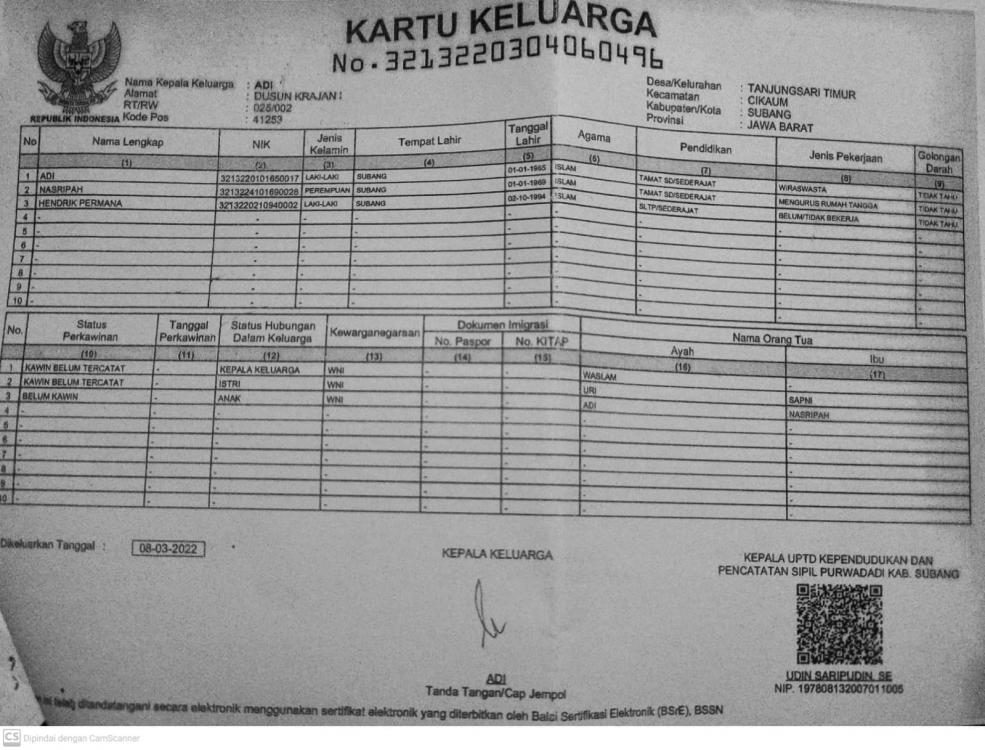 KARTU KELUARGA
No. 3213220304060496
REPUBLIK INDONESIA
Nama Kepala Keluarga : ADI
Alamat : DUSUN KRAJAN I
RT/RW : 025/002
Kode Pos : 41253
Desa/Kelurahan : TANJUNGSARI TIMUR
Kecamatan : CIKAUM
Kabupaten/Kota : SUBANG
Provinsi : JAWA BARAT
No Nama Lengkap NIK Jenis Kelamin Tempat Lahir Tanggal Lahir Agama Pendidikan Jenis Pekerjaan Golongan Darah
(1) (2) (3) (4) (5) (6) (7) (8) (9)
1 ADI 3213220101650017 LAKI-LAKI SUBANG 01-01-1965 ISLAM TAMAT SD/SEDERAJAT WIRASWASTA TIDAK TAHU
2 NASRIPAH 3213224101690028 PEREMPUAN SUBANG 01-01-1969 ISLAM TAMAT SD/SEDERAJAT MENGURUS RUMAH TANGGA TIDAK TAHU
3 HENDRIK PERMANA 3213220210940002 LAKI-LAKI SUBANG 02-10-1994 ISLAM SLTP/SEDERAJAT BELUM/TIDAK BEKERJA TIDAK TAHU
4 - - - - - - - - -
5 - - - - - - - - -
6 - - - - - - - - -
7 - - - - - - - - -
8 - - - - - - - - -
9 - - - - - - - - -
10 - - - - - - - - -
No. Status Perkawinan Tanggal Perkawinan Status Hubungan Dalam Keluarga Kewarganegaraan Dokumen Imigrasi Nama Orang Tua
No. Paspor No. KITAP Ayah Ibu
(10) (11) (12) (13) (14) (15) (16) (17)
1 KAWIN BELUM TERCATAT - KEPALA KELUARGA WNI - - WASLAM -
2 KAWIN BELUM TERCATAT - ISTRI WNI - - URI SAPNI
3 BELUM KAWIN - ANAK WNI - - ADI NASRIPAH
4 - - - - - - - -
5 - - - - - - - -
6 - - - - - - - -
7 - - - - - - - -
8 - - - - - - - -
9 - - - - - - - -
10 - - - - - - - -
Dikeluarkan Tanggal : 08-03-2022
KEPALA KELUARGA
ADI
Tanda Tangan/Cap Jempol
KEPALA UPTD KEPENDUDUKAN DAN
PENCATATAN SIPIL PURWADADI KAB. SUBANG
UDIN SARIPUDIN, SE
NIP. 197808132007011005
ini telah ditandatangani secara elektronik menggunakan sertifikat elektronik yang diterbitkan oleh Balai Sertifikasi Elektronik (BSrE), BSSN
CS Dipindai dengan CamScanner